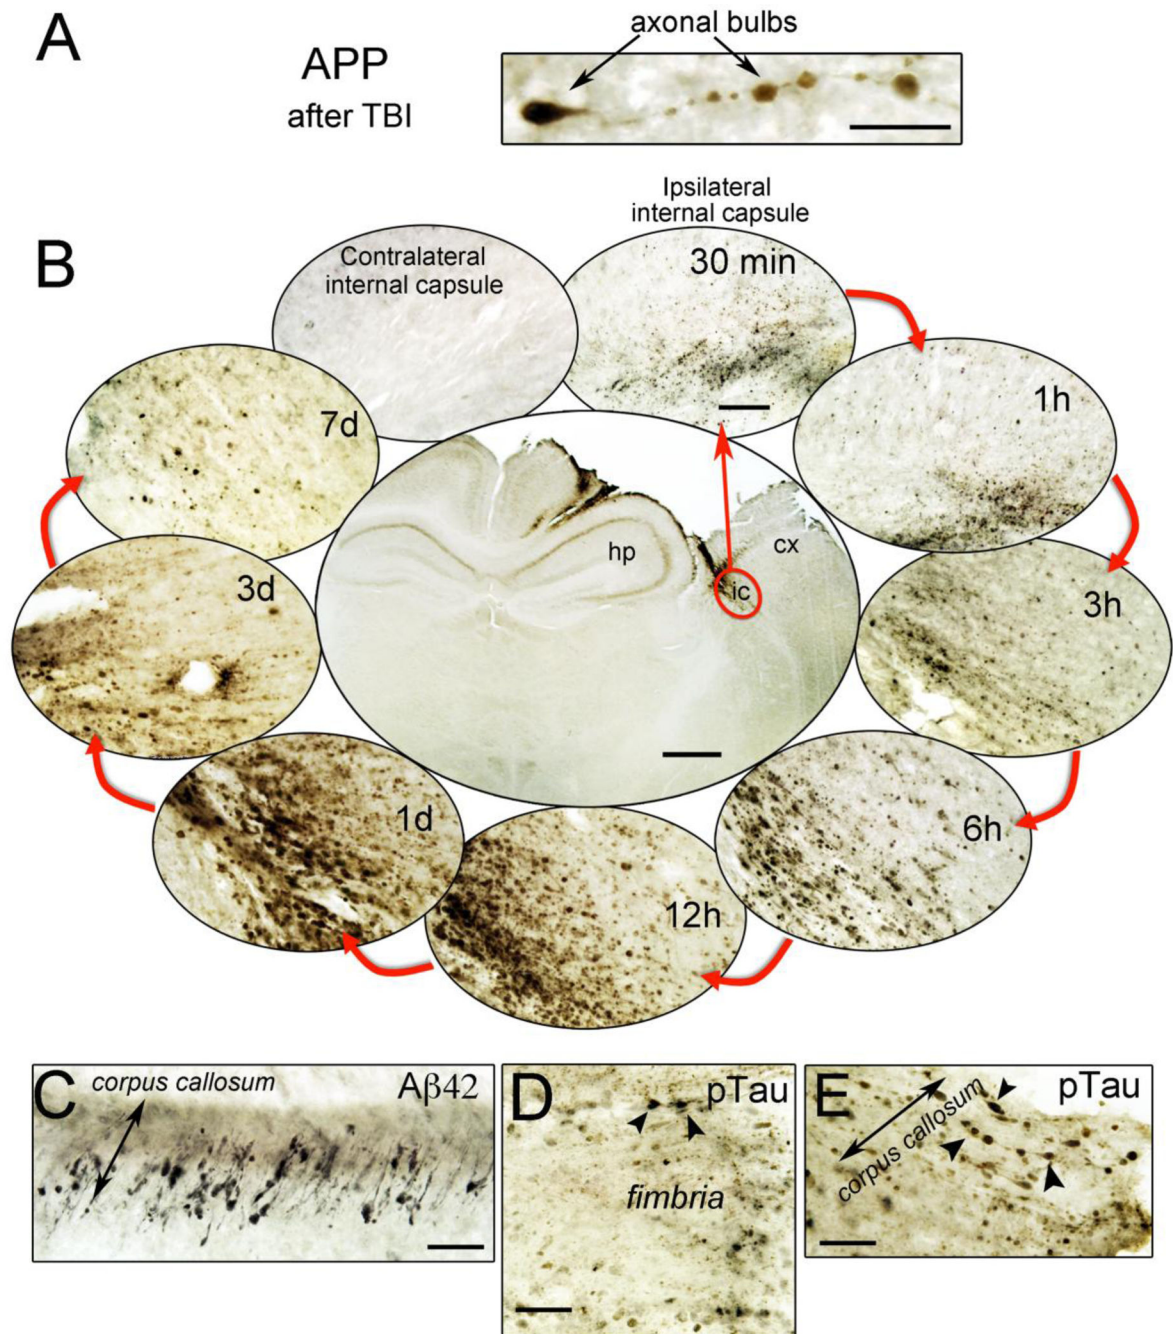 A
axonal bulbs
APP
after TBI
Ipsilateral
internal capsule
B
Contralateral
internal capsule
30 min
1h
7d
hp
cx
ic
3d
3h
1d
6h
12h
C
corpus callosum
Aβ42
D
pTau
fimbria
E
pTau
corpus callosum